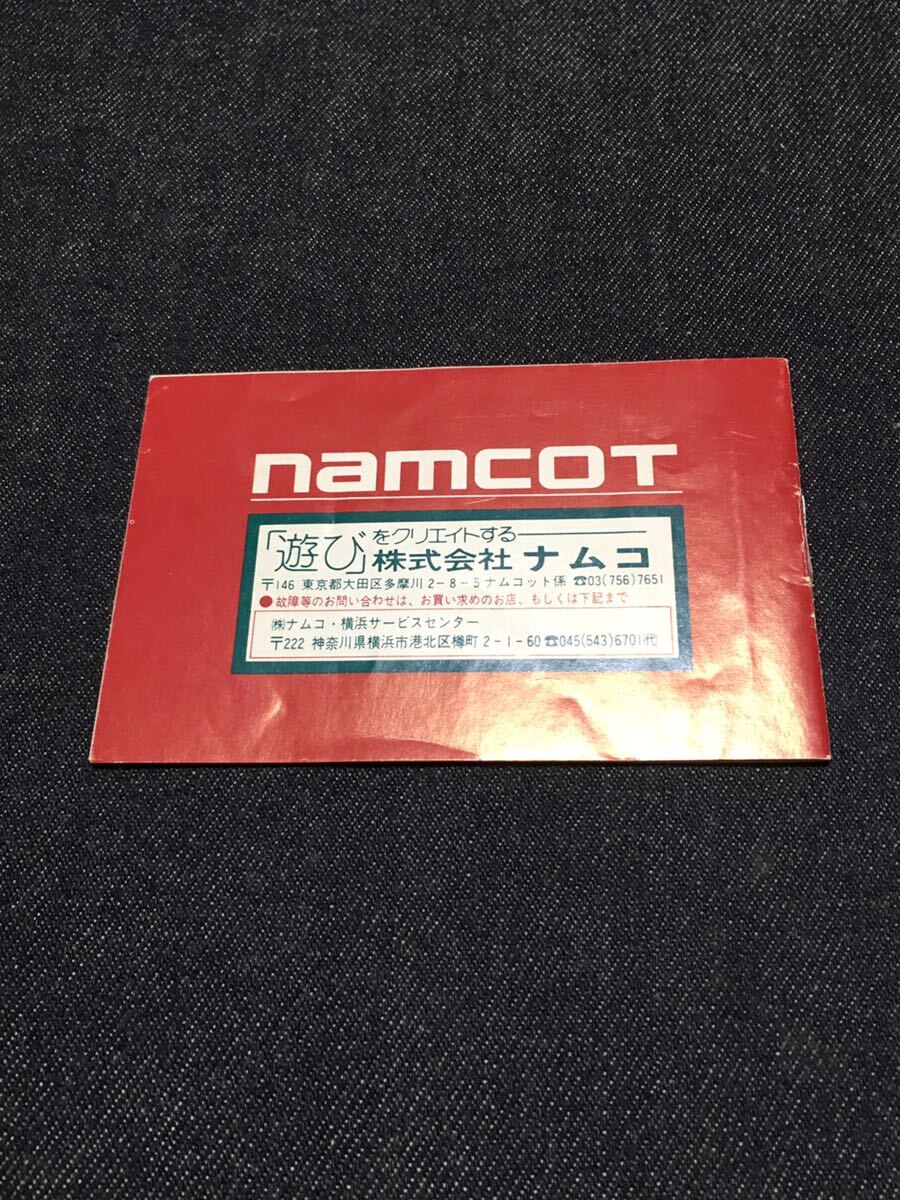 namcoT
「遊び」をクリエイトする
株式会社 ナムコ
〒146 東京都大田区多摩川2-8-5ナムコット係 ☎03(756)7651
●故障等のお問い合わせは、お買い求めのお店、もしくは下記まで
㈱ナムコ・横浜サービスセンター
〒222 神奈川県横浜市港北区樽町2-1-60☎045(543)6701代